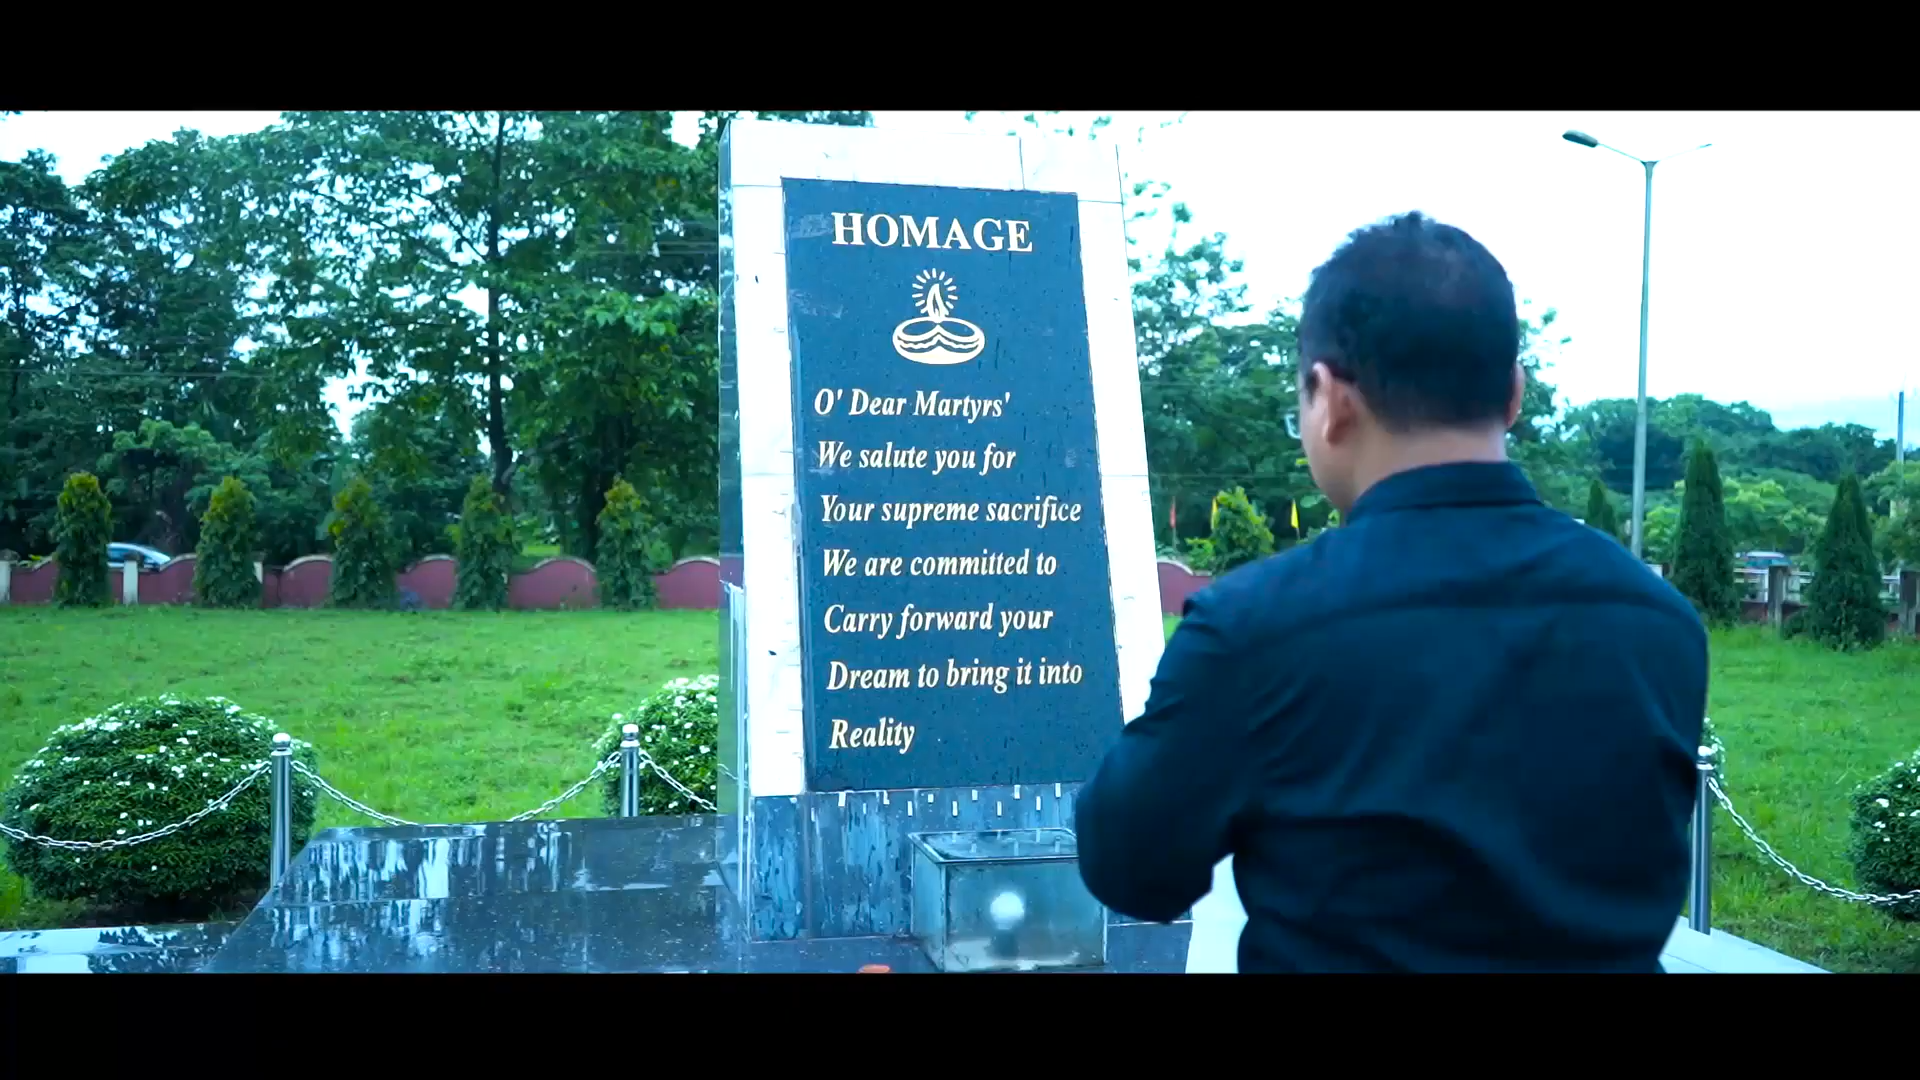 HOMAGE
O' Dear Martyrs'
We salute you for
Your supreme sacrifice
We are committed to
Carry forward your
Dream to bring it into
Reality